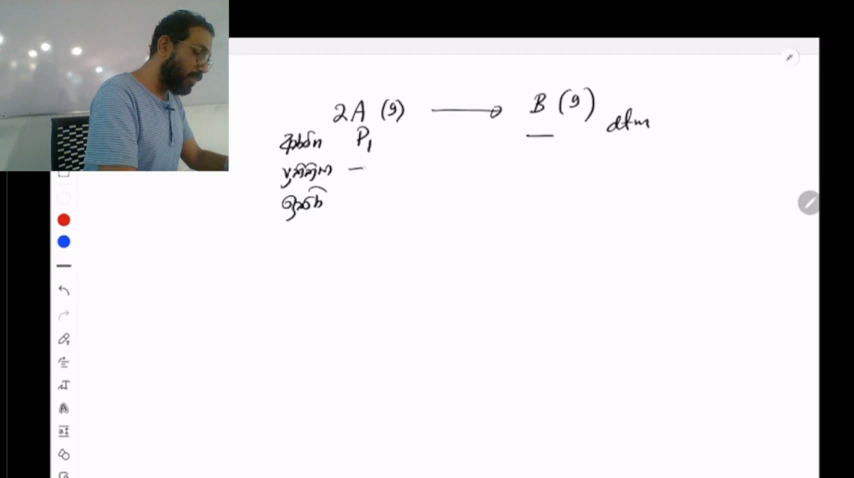 2A (g) ⟶ B (g) atm
ආරම්භ P₁ —
ප්‍රතික්‍රියා —
ඉතිරි